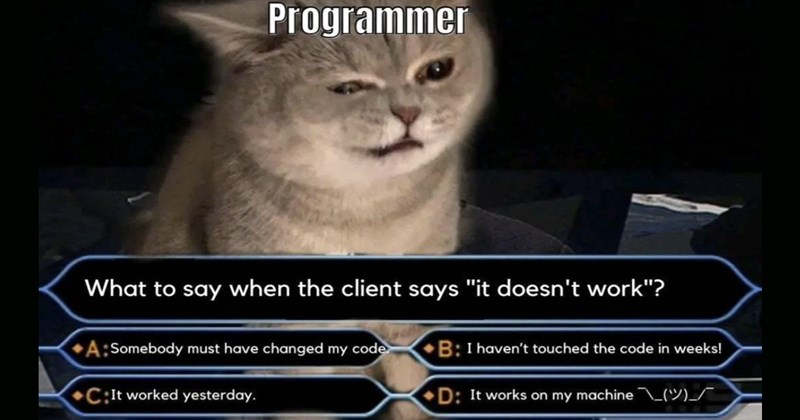 Programmer
What to say when the client says "it doesn't work"?
A: Somebody must have changed my code.
B: I haven't touched the code in weeks!
C: It worked yesterday.
D: It works on my machine ¯\_(ツ)_/¯